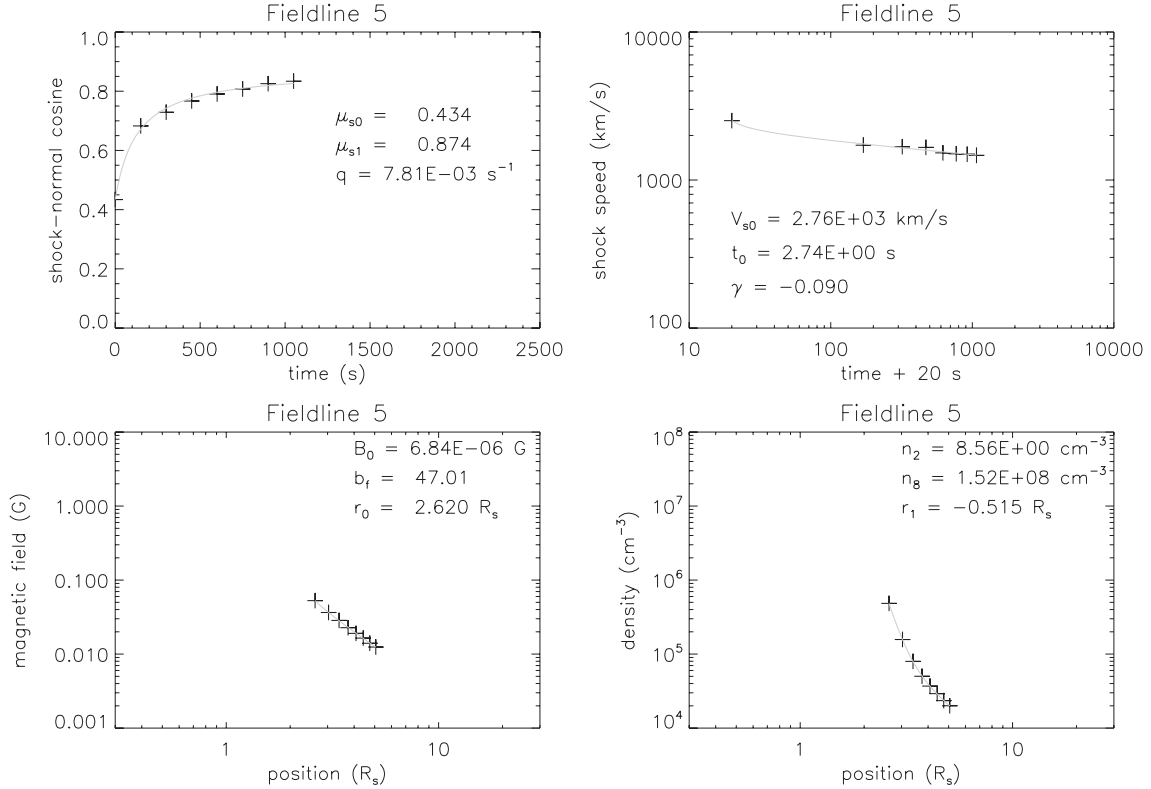 Fieldline 5
1.0
0.8
0.6
0.4
0.2
0.0
shock-normal cosine
μs0 = 0.434
μs1 = 0.874
q = 7.81E-03 s⁻¹
0 500 1000 1500 2000 2500
time (s)
Fieldline 5
10000
1000
100
shock speed (km/s)
Vs0 = 2.76E+03 km/s
t0 = 2.74E+00 s
γ = -0.090
10 100 1000 10000
time + 20 s
Fieldline 5
10.000
1.000
0.100
0.010
0.001
magnetic field (G)
B0 = 6.84E-06 G
bf = 47.01
r0 = 2.620 Rs
1 10
position (Rs)
Fieldline 5
10⁸
10⁷
10⁶
10⁵
10⁴
density (cm⁻³)
n2 = 8.56E+00 cm⁻³
n8 = 1.52E+08 cm⁻³
r1 = -0.515 Rs
1 10
position (Rs)